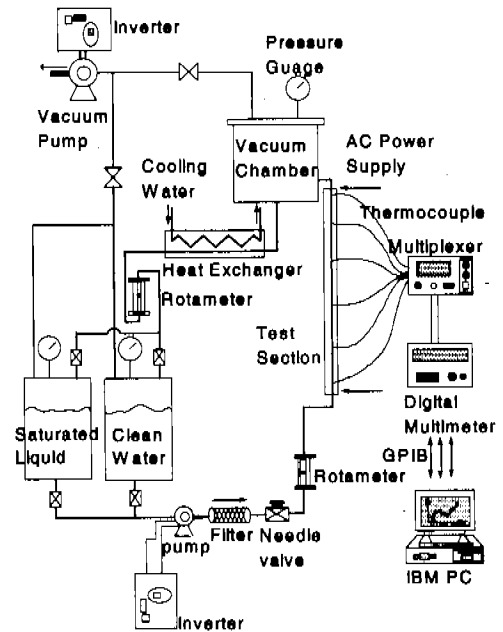 Inverter
Pressure
Guage
Vacuum
Pump
Vacuum
Chamber
AC Power
Supply
Cooling
Water
Thermocouple
Multiplexer
Heat Exchanger
Rotameter
Test
Section
Digital
Multimeter
Saturated
Liquid
Clean
Water
GPIB
Rotameter
pump
Filter
Needle
valve
IBM PC
Inverter